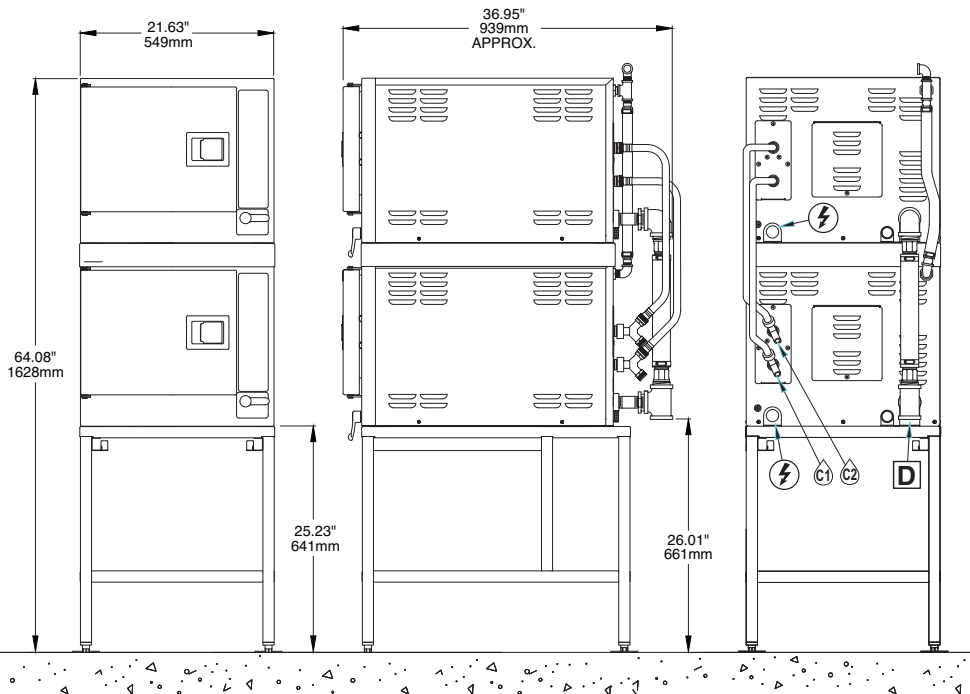 21.63"
549mm
36.95"
939mm
APPROX.
64.08"
1628mm
25.23"
641mm
26.01"
661mm
C1
C2
D